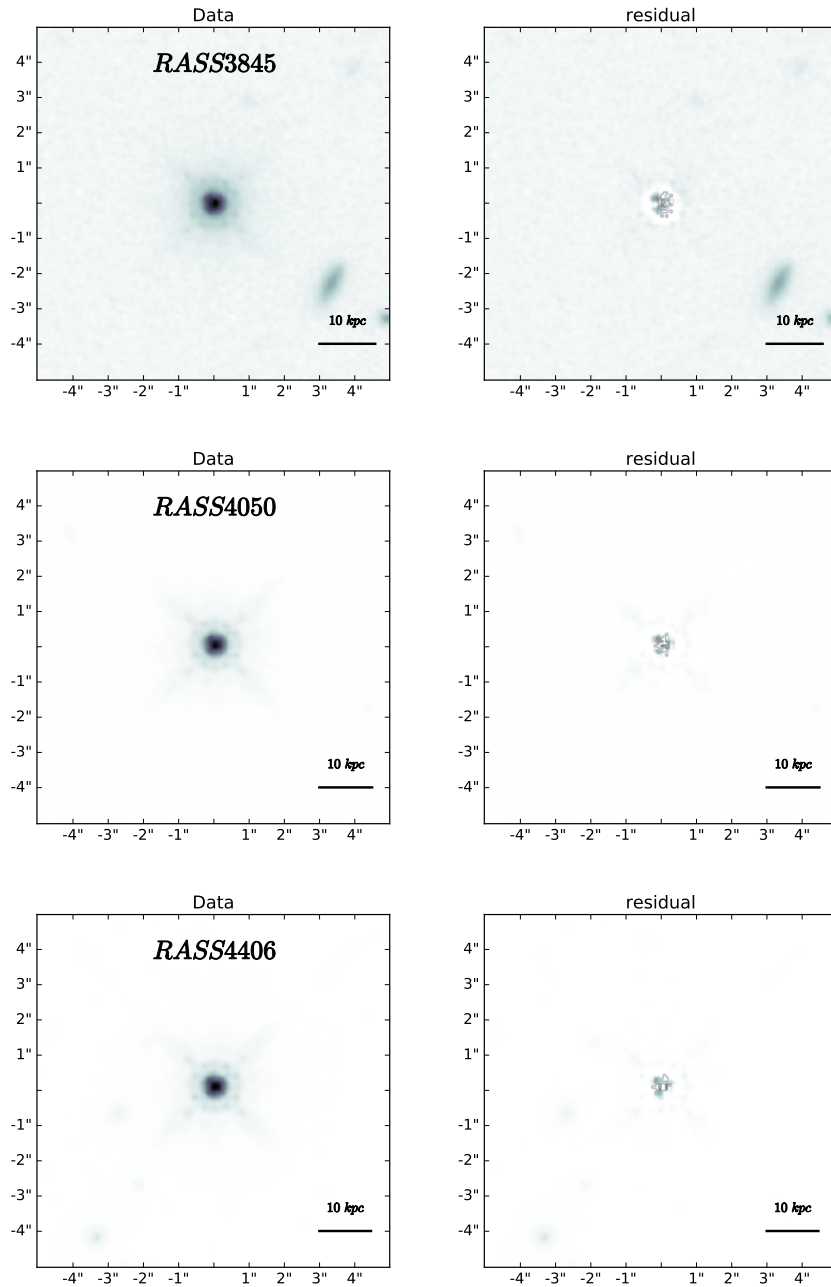 Data residual
RASS3845
4" 4"
3" 3"
2" 2"
1" 1"
-1" -1"
-2" -2"
-3" -3"
10 kpc 10 kpc
-4" -4"
-4" -3" -2" -1" 1" 2" 3" 4" -4" -3" -2" -1" 1" 2" 3" 4"
Data residual
RASS4050
4" 4"
3" 3"
2" 2"
1" 1"
-1" -1"
-2" -2"
-3" -3"
10 kpc 10 kpc
-4" -4"
-4" -3" -2" -1" 1" 2" 3" 4" -4" -3" -2" -1" 1" 2" 3" 4"
Data residual
RASS4406
4" 4"
3" 3"
2" 2"
1" 1"
-1" -1"
-2" -2"
-3" -3"
10 kpc 10 kpc
-4" -4"
-4" -3" -2" -1" 1" 2" 3" 4" -4" -3" -2" -1" 1" 2" 3" 4"